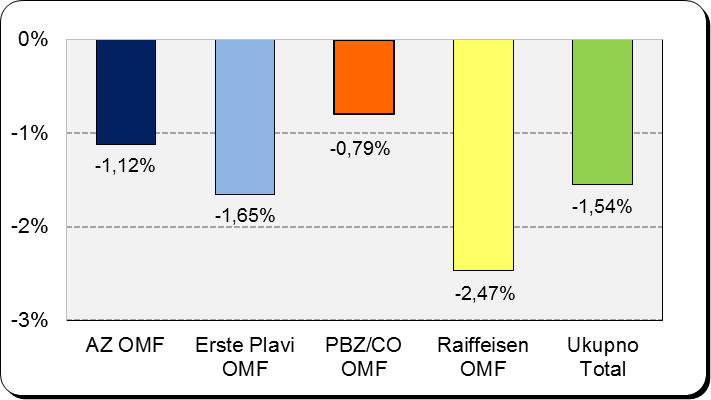 0%
-1%
-2%
-3%
-1,12%
-1,65%
-0,79%
-2,47%
-1,54%
AZ OMF
Erste Plavi
OMF
PBZ/CO
OMF
Raiffeisen
OMF
Ukupno
Total